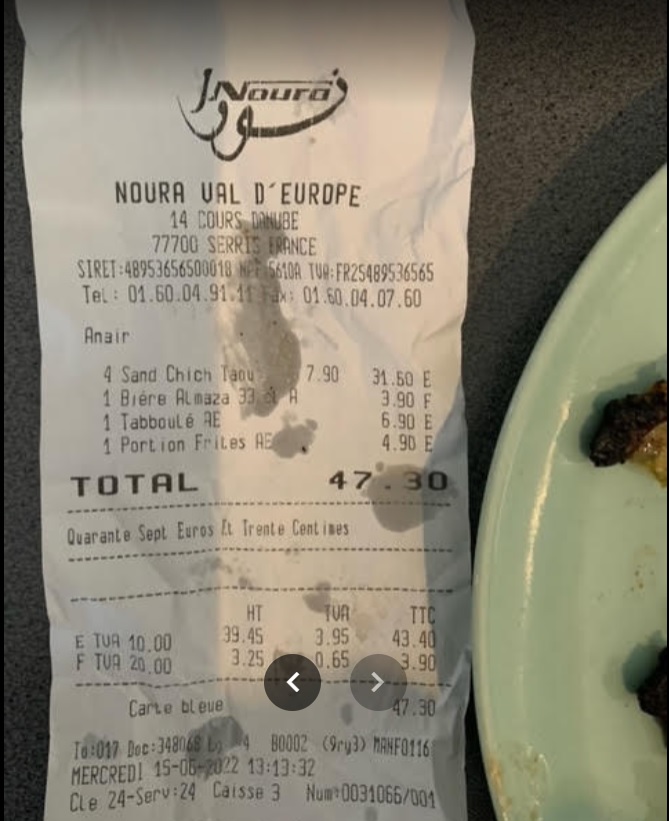 Noura
نورا
NOURA VAL D'EUROPE
14 COURS DANUBE
77700 SERRIS FRANCE
SIRET:48953656500018 5610A TVA:FR25489536565
Tel: 01.60.04.91.11 Fax: 01.60.04.07.60
Anair
4 Sand Chich Taou 7.90 31.60 E
1 Biére Almaza 33 cl A 3.90 F
1 Tabboulé AE 6.90 E
1 Portion Frites AE 4.90 E
TOTAL 47.30
Quarante Sept Euros Et Trente Centimes
HT TVA TTC
E TVA 10.00 39.45 3.95 43.40
F TVA 20.00 3.25 0.65 3.90
Carte bleue 47.30
To:017 Doc:348068 Lg 4 B0002 (9ry3) MANF0116
MERCREDI 15-06-2022 13:13:32
Cle 24-Serv:24 Caisse 3 Num:0031066/001